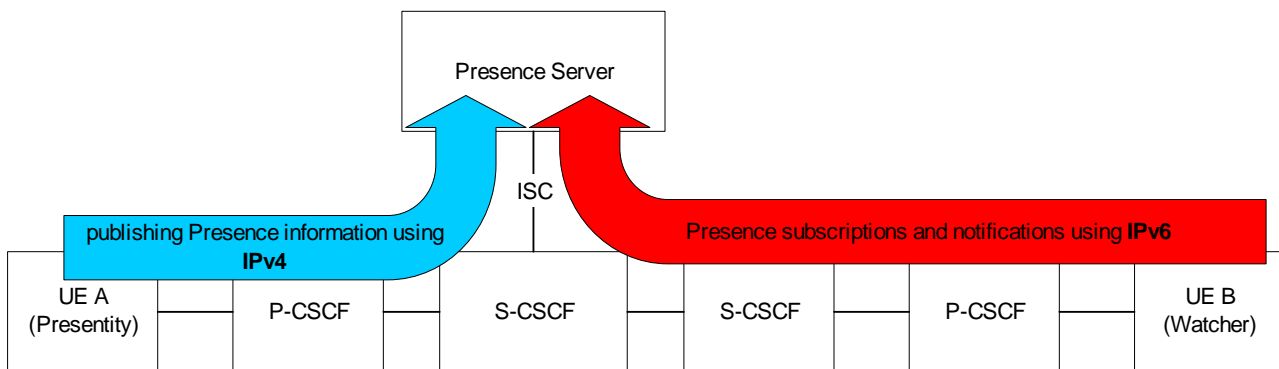 Presence Server
ISC
publishing Presence information using
IPv4
Presence subscriptions and notifications using IPv6
UE A
(Presentity)
P-CSCF
S-CSCF
S-CSCF
P-CSCF
UE B
(Watcher)